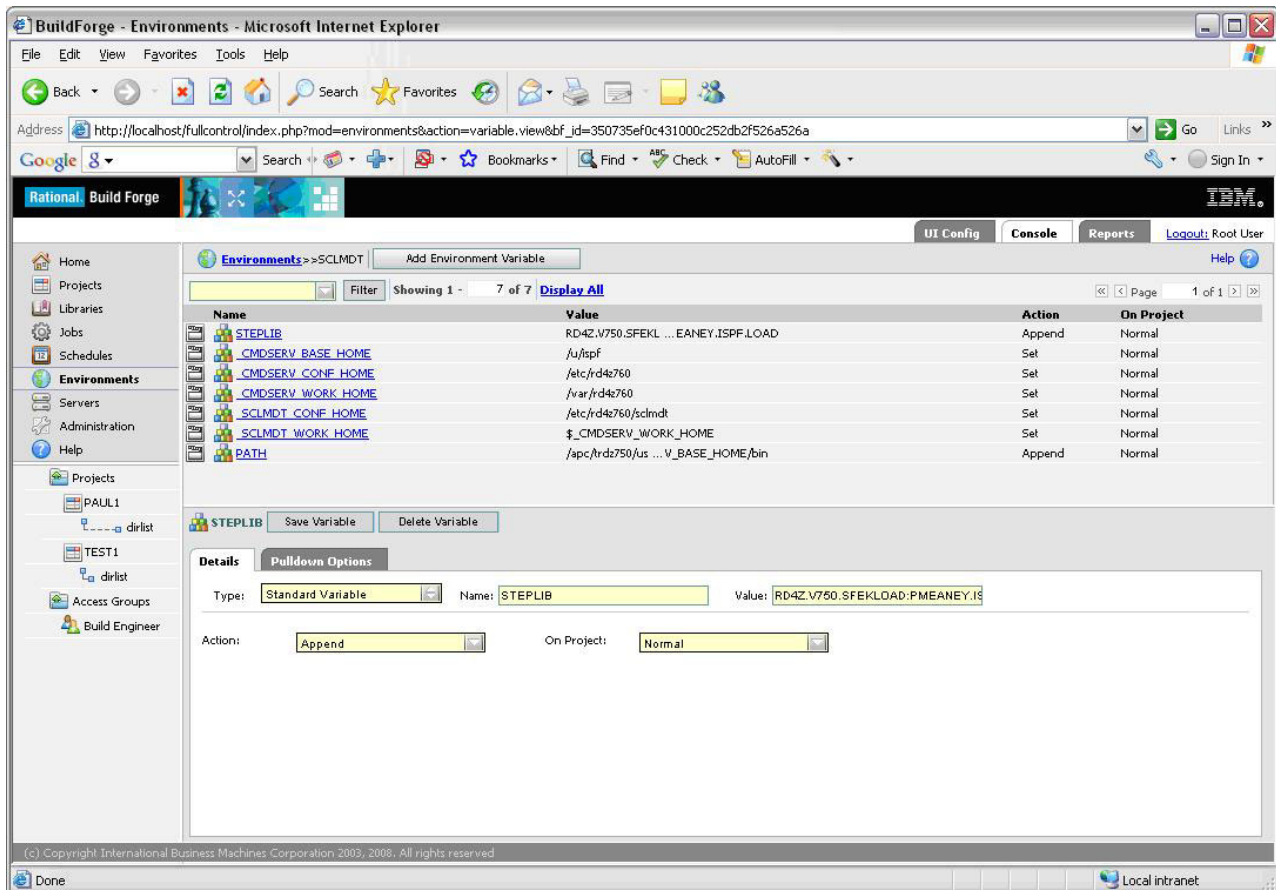 BuildForge - Environments - Microsoft Internet Explorer
File Edit View Favorites Tools Help
Back Search Favorites
Address http://localhost/fullcontrol/index.php?mod=environments&action=variable.view&bf_id=350735ef0c431000c252db2f526a526a Go Links »
Google Search Bookmarks Find Check AutoFill Sign In
Rational Build Forge IBM
UI Config Console Reports Logout: Root User
Home
Projects
Libraries
Jobs
Schedules
Environments
Servers
Administration
Help
Projects
PAUL1
dirlist
TEST1
dirlist
Access Groups
Build Engineer
Environments>>SCLMDT Add Environment Variable Help
Filter Showing 1 - 7 of 7 Display All Page 1 of 1
Name Value Action On Project
STEPLIB RD4Z.V750.SFEKL ... EANEY.ISPF.LOAD Append Normal
_CMDSERV_BASE_HOME /u/ispf Set Normal
_CMDSERV_CONF_HOME /etc/rd4z760 Set Normal
_CMDSERV_WORK_HOME /var/rd4z760 Set Normal
_SCLMDT_CONF_HOME /etc/rd4z760/sclmdt Set Normal
_SCLMDT_WORK_HOME $_CMDSERV_WORK_HOME Set Normal
PATH /apc/trdz750/us ... V_BASE_HOME/bin Append Normal
STEPLIB Save Variable Delete Variable
Details Pulldown Options
Type: Standard Variable Name: STEPLIB Value: RD4Z.V750.SFEKLOAD:PMEANEY.IS
Action: Append On Project: Normal
(c) Copyright International Business Machines Corporation 2003, 2008. All rights reserved
Done Local intranet